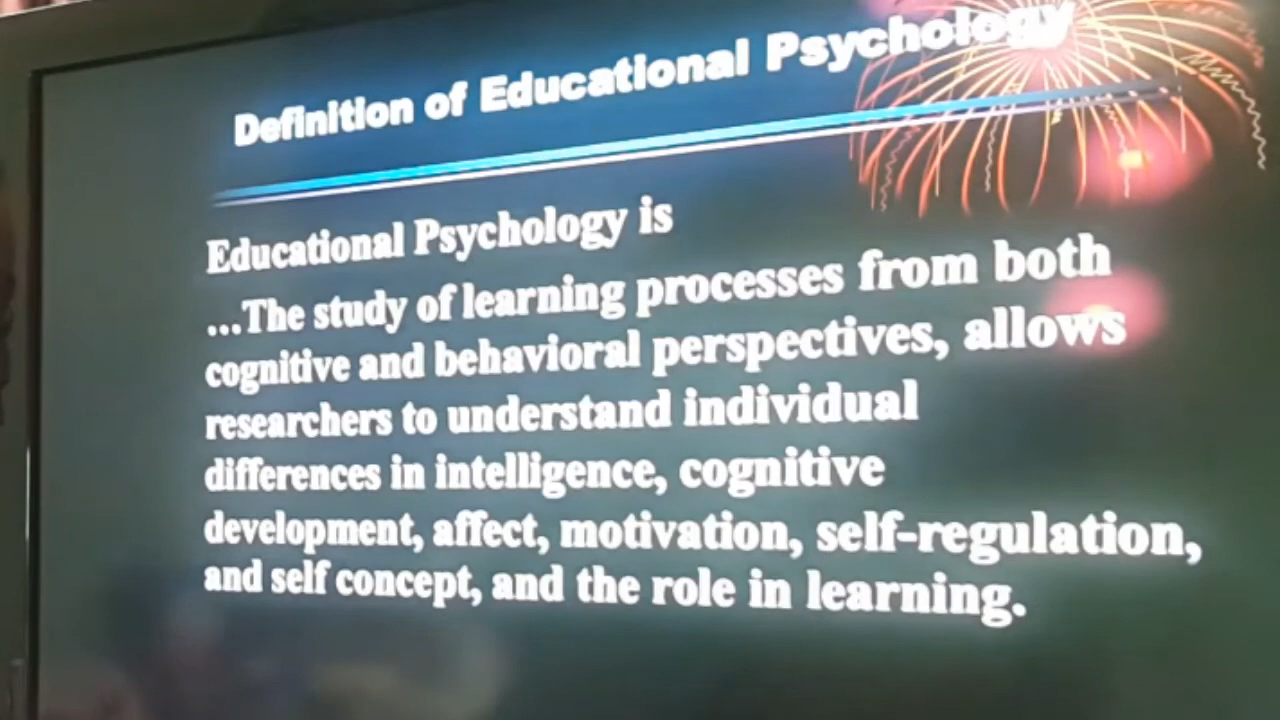 Definition of Educational Psychology
Educational Psychology is
...The study of learning processes from both
cognitive and behavioral perspectives, allows
researchers to understand individual
differences in intelligence, cognitive
development, affect, motivation, self-regulation,
and self concept, and the role in learning.